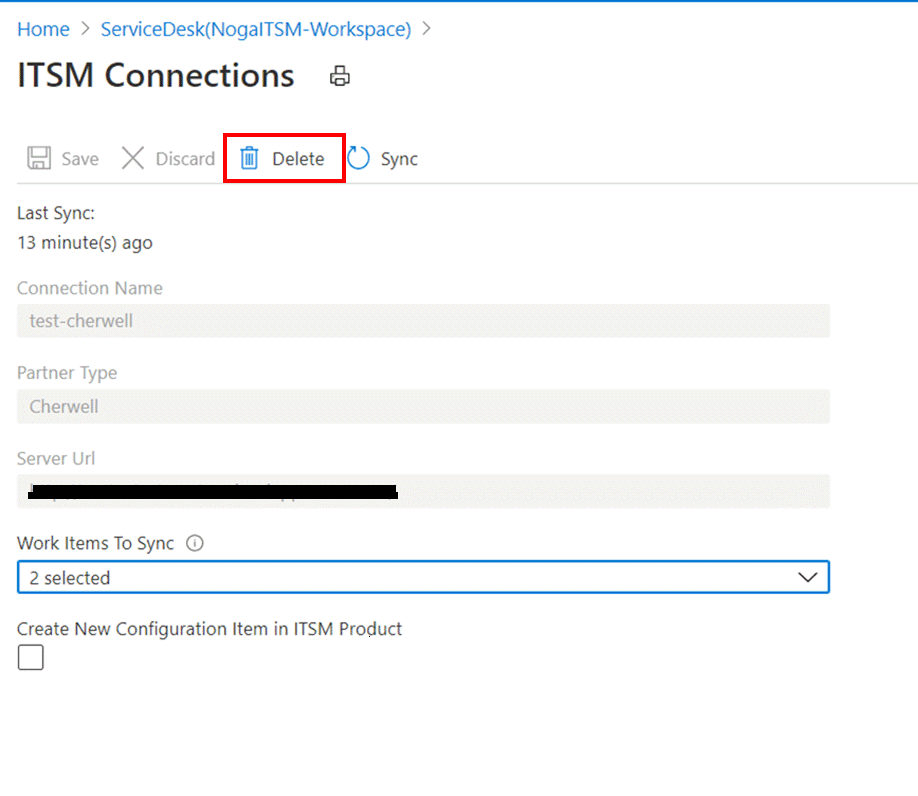 Home > ServiceDesk(NogaITSM-Workspace) >
ITSM Connections
Save Discard Delete Sync
Last Sync:
13 minute(s) ago
Connection Name
test-cherwell
Partner Type
Cherwell
Server Url
Work Items To Sync
2 selected
Create New Configuration Item in ITSM Product